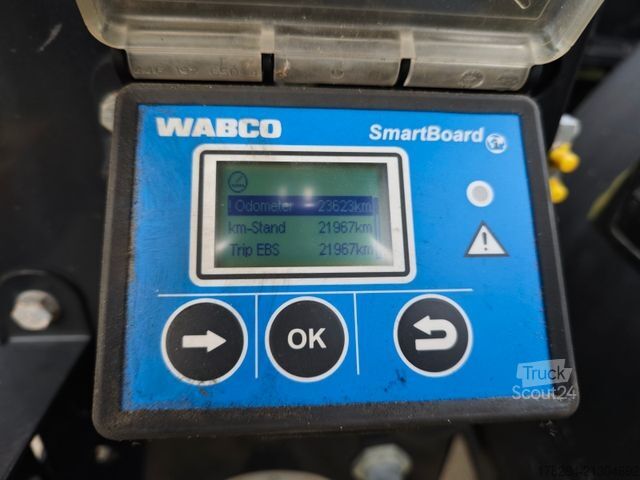 WABCO
SmartBoard
Odometer 23623km
km-Stand 21967km
Trip EBS 21967km
OK
Truck
Scout24